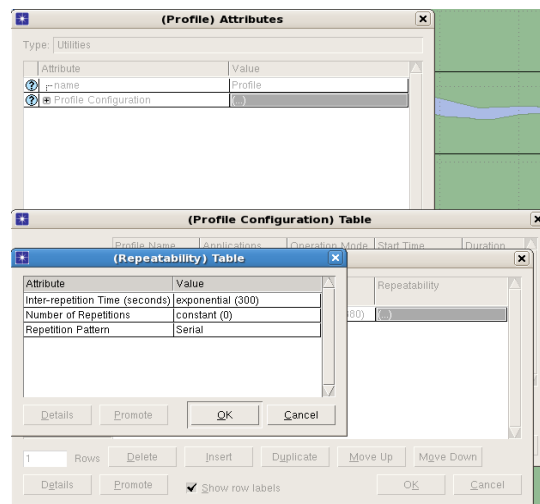 (Profile) Attributes
Type: Utilities
Attribute Value
name Profile
Profile Configuration (...)
(Profile Configuration) Table
Profile Name Applications Operation Mode Start Time Duration
(Repeatability) Table
Attribute Value
Inter-repetition Time (seconds) exponential (300)
Number of Repetitions constant (0)
Repetition Pattern Serial
Details Promote OK Cancel
Repeatability
(...)
1 Rows Delete Insert Duplicate Move Up Move Down
Details Promote Show row labels OK Cancel